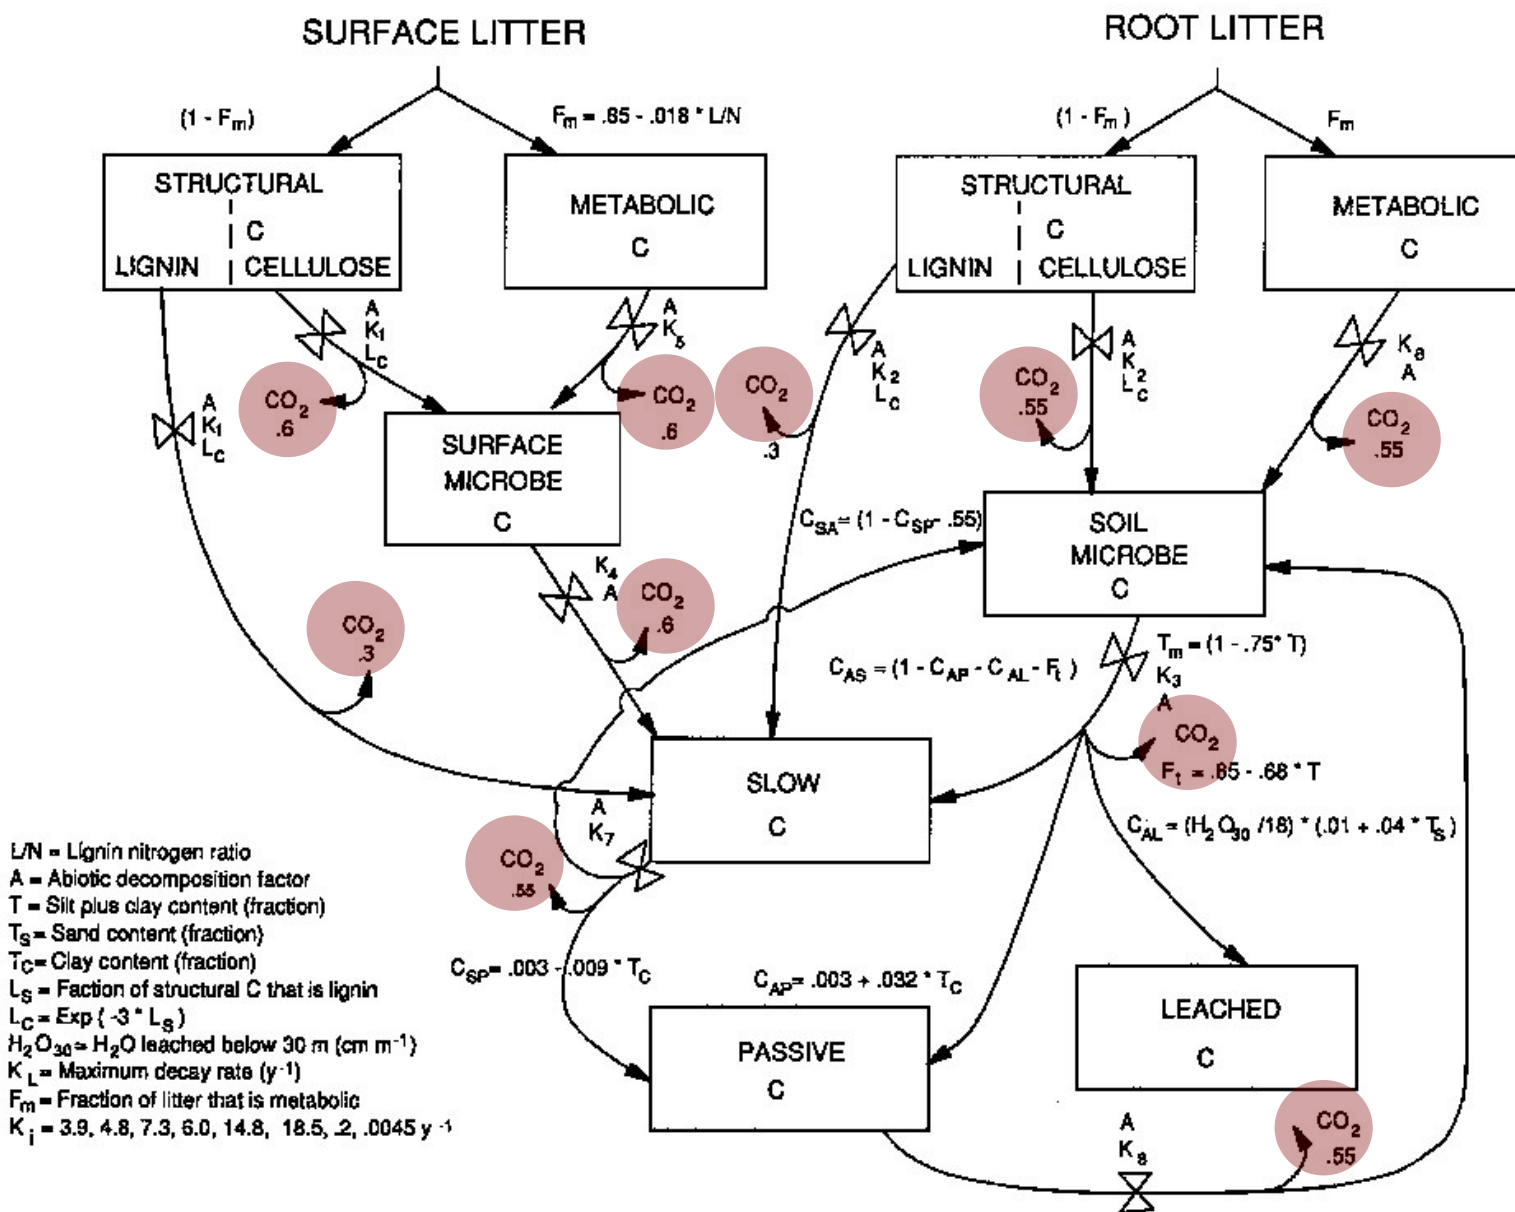 SURFACE LITTER
ROOT LITTER
(1 - Fm)
Fm = .85 - .018 * L/N
(1 - Fm)
Fm
STRUCTURAL
C
LIGNIN
CELLULOSE
METABOLIC
C
STRUCTURAL
C
LIGNIN
CELLULOSE
METABOLIC
C
A
K1
LC
A
K5
A
K2
LC
A
K2
LC
K6
A
CO2
.6
CO2
.6
CO2
.3
CO2
.55
CO2
.55
A
K1
LC
SURFACE
MICROBE
C
SOIL
MICROBE
C
CSA = (1 - CSP - .55)
K4
A
CO2
.6
CO2
.3
CAS = (1 - CAP - CAL - Ft)
Tm = (1 - .75* T)
K3
A
CO2
Ft = .85 - .68 * T
SLOW
C
A
K7
CO2
.55
CAL = (H2O30 /18) * (.01 + .04 * TS)
L/N = Lignin nitrogen ratio
A = Abiotic decomposition factor
T = Silt plus clay content (fraction)
TS = Sand content (fraction)
TC = Clay content (fraction)
LS = Faction of structural C that is lignin
LC = Exp ( -3 * LS )
H2O30 = H2O leached below 30 m (cm m-1)
KL = Maximum decay rate (y-1)
Fm = Fraction of litter that is metabolic
Ki = 3.9, 4.8, 7.3, 6.0, 14.8, 18.5, .2, .0045 y -1
CSP = .003 - .009 * TC
CAP = .003 + .032 * TC
PASSIVE
C
LEACHED
C
A
K8
CO2
.55